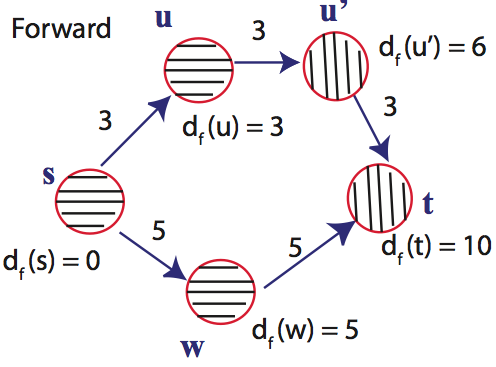 Forward
u
3
u'
d_f(u') = 6
3
d_f(u) = 3
3
s
t
5
5
d_f(s) = 0
d_f(t) = 10
w
d_f(w) = 5